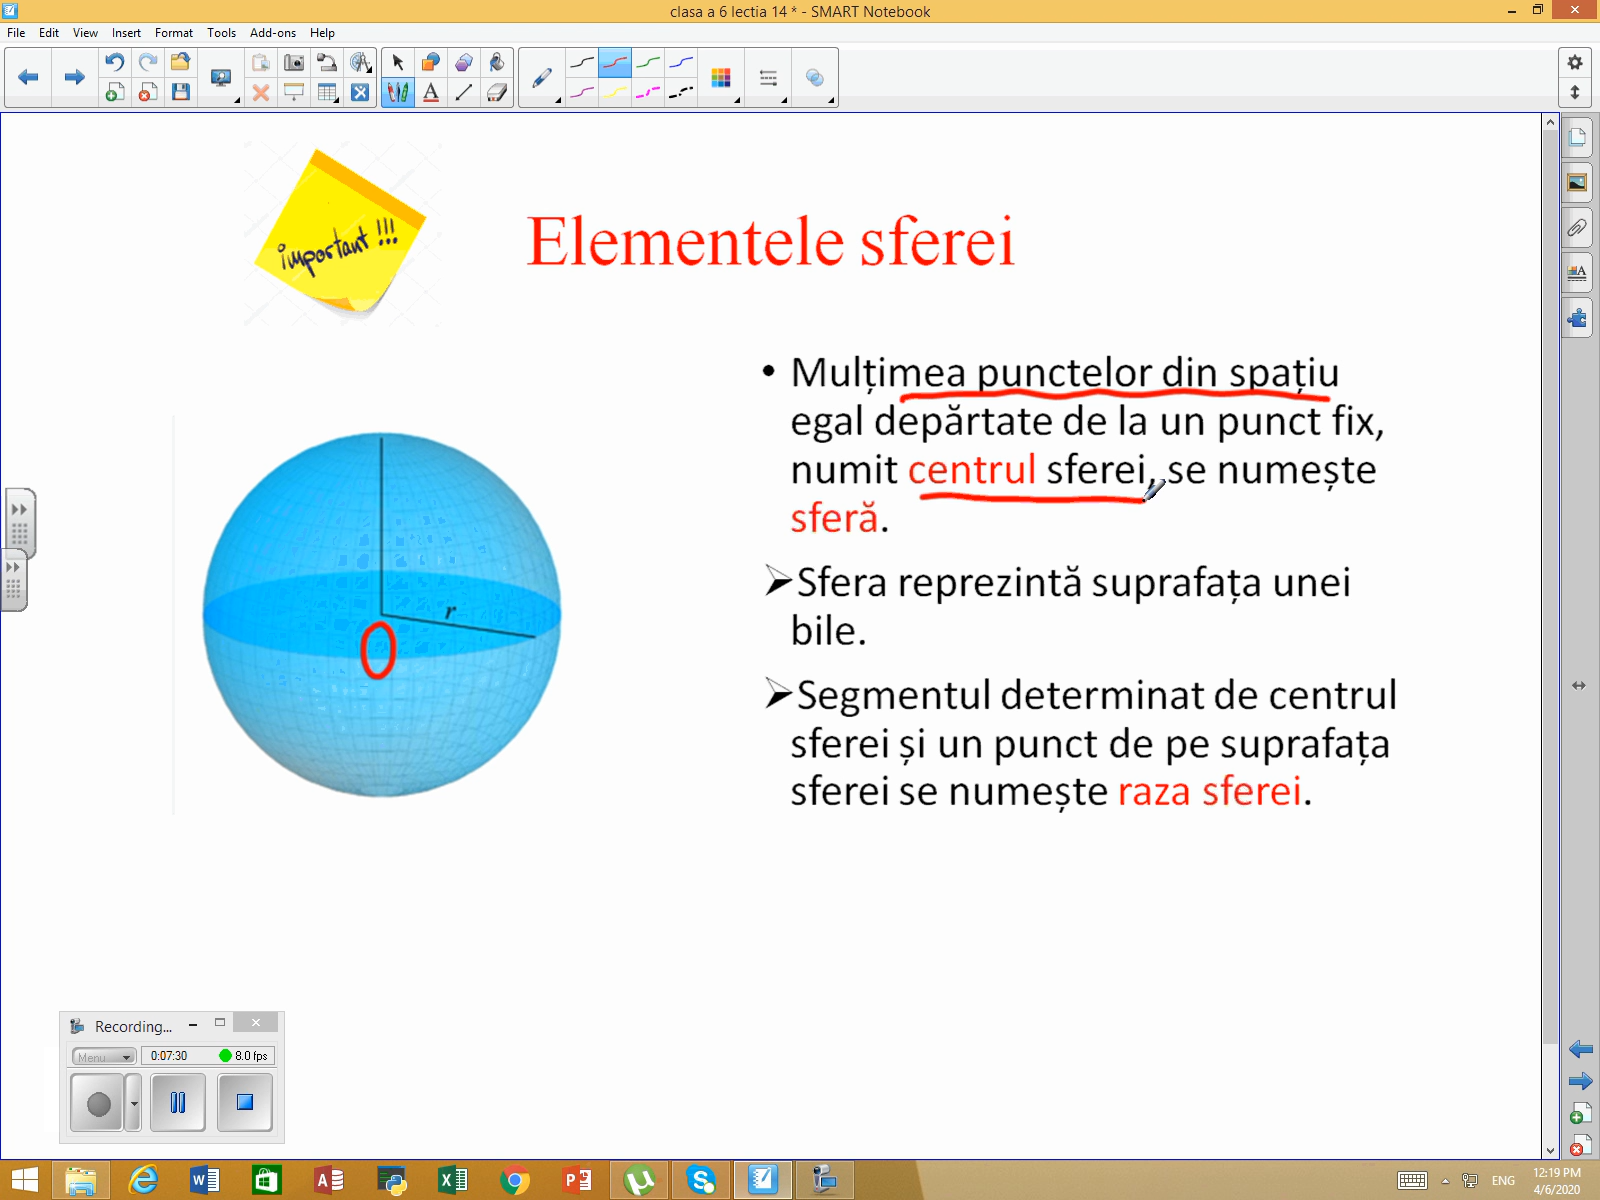 clasa a 6 lectia 14 * - SMART Notebook
File Edit View Insert Format Tools Add-ons Help
important !!!
Elementele sferei
• Mulțimea punctelor din spațiu
egal depărtate de la un punct fix,
numit centrul sferei, se numește
sferă.
➢Sfera reprezintă suprafața unei
bile.
➢Segmentul determinat de centrul
sferei și un punct de pe suprafața
sferei se numește raza sferei.
r
O
Recording...
Menu 0:07:30 8.0 fps
ENG 12:19 PM
4/6/2020